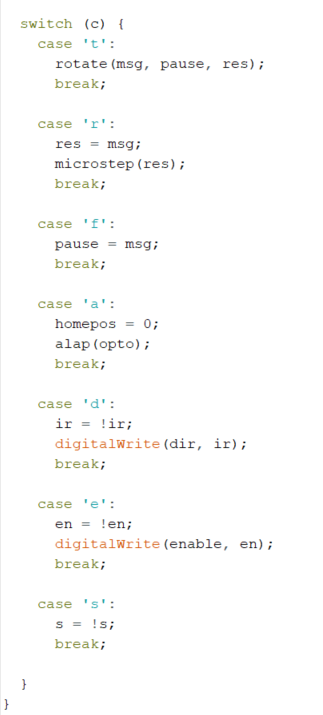 switch (c) {
case 't':
rotate(msg, pause, res);
break;
case 'r':
res = msg;
microstep(res);
break;
case 'f':
pause = msg;
break;
case 'a':
homepos = 0;
alap(opto);
break;
case 'd':
ir = !ir;
digitalWrite(dir, ir);
break;
case 'e':
en = !en;
digitalWrite(enable, en);
break;
case 's':
s = !s;
break;
}
}